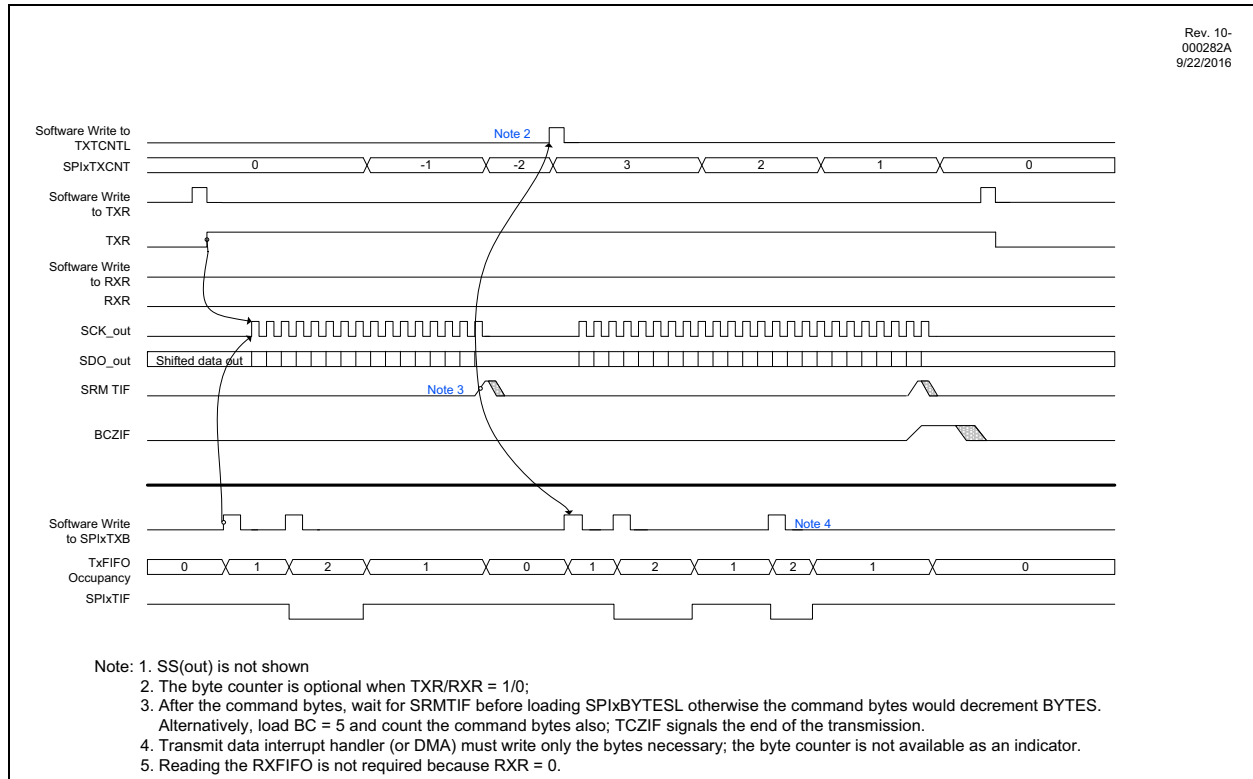 Rev. 10-
000282A
9/22/2016
Software Write to
TXTCNTL
Note 2
SPIxTXCNT
0 -1 -2 3 2 1 0
Software Write
to TXR
TXR
Software Write
to RXR
RXR
SCK_out
SDO_out
Shifted data out
SRM TIF
Note 3
BCZIF
Software Write
to SPIxTXB
Note 4
TxFIFO
Occupancy
0 1 2 1 0 1 2 1 2 1 0
SPIxTIF
Note: 1. SS(out) is not shown
2. The byte counter is optional when TXR/RXR = 1/0;
3. After the command bytes, wait for SRMTIF before loading SPIxBYTESL otherwise the command bytes would decrement BYTES.
Alternatively, load BC = 5 and count the command bytes also; TCZIF signals the end of the transmission.
4. Transmit data interrupt handler (or DMA) must write only the bytes necessary; the byte counter is not available as an indicator.
5. Reading the RXFIFO is not required because RXR = 0.